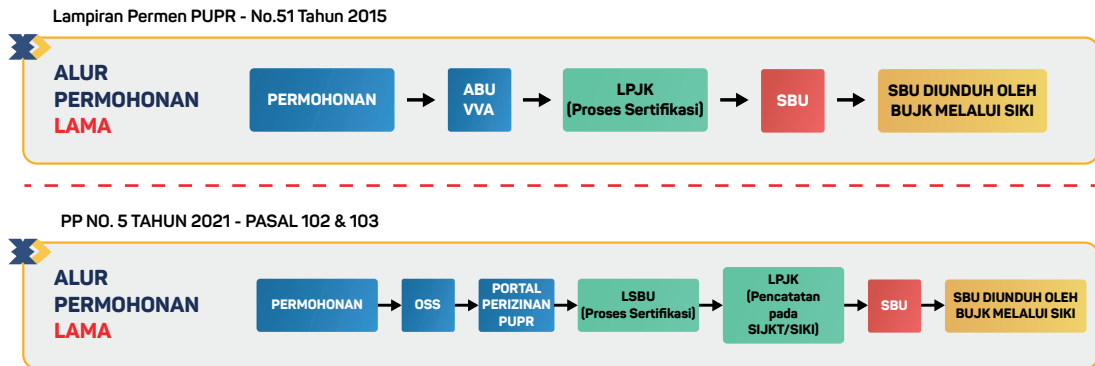 Lampiran Permen PUPR - No.51 Tahun 2015
ALUR
PERMOHONAN
LAMA
PERMOHONAN
ABU
VVA
LPJK
(Proses Sertifikasi)
SBU
SBU DIUNDUH OLEH
BUJK MELALUI SIKI
PP NO. 5 TAHUN 2021 - PASAL 102 & 103
ALUR
PERMOHONAN
LAMA
PERMOHONAN
OSS
PORTAL
PERIZINAN
PUPR
LSBU
(Proses Sertifikasi)
LPJK
(Pencatatan
pada
SIJKT/SIKI)
SBU
SBU DIUNDUH OLEH
BUJK MELALUI SIKI